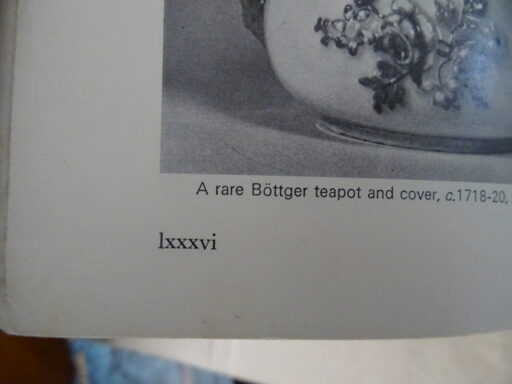 A rare Böttger teapot and cover, c.1718-20,
lxxxvi